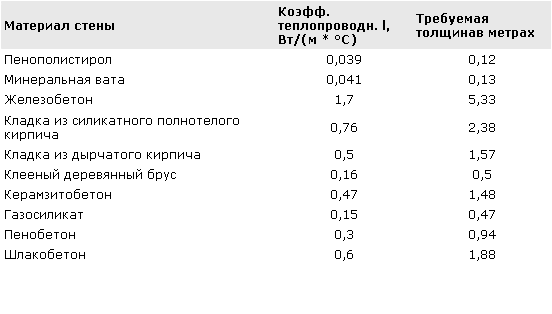 Материал стены Коэфф. теплопроводн. l, Вт/(м * °C) Требуемая толщинав метрах
Пенополистирол 0,039 0,12
Минеральная вата 0,041 0,13
Железобетон 1,7 5,33
Кладка из силикатного полнотелого кирпича 0,76 2,38
Кладка из дырчатого кирпича 0,5 1,57
Клееный деревянный брус 0,16 0,5
Керамзитобетон 0,47 1,48
Газосиликат 0,15 0,47
Пенобетон 0,3 0,94
Шлакобетон 0,6 1,88